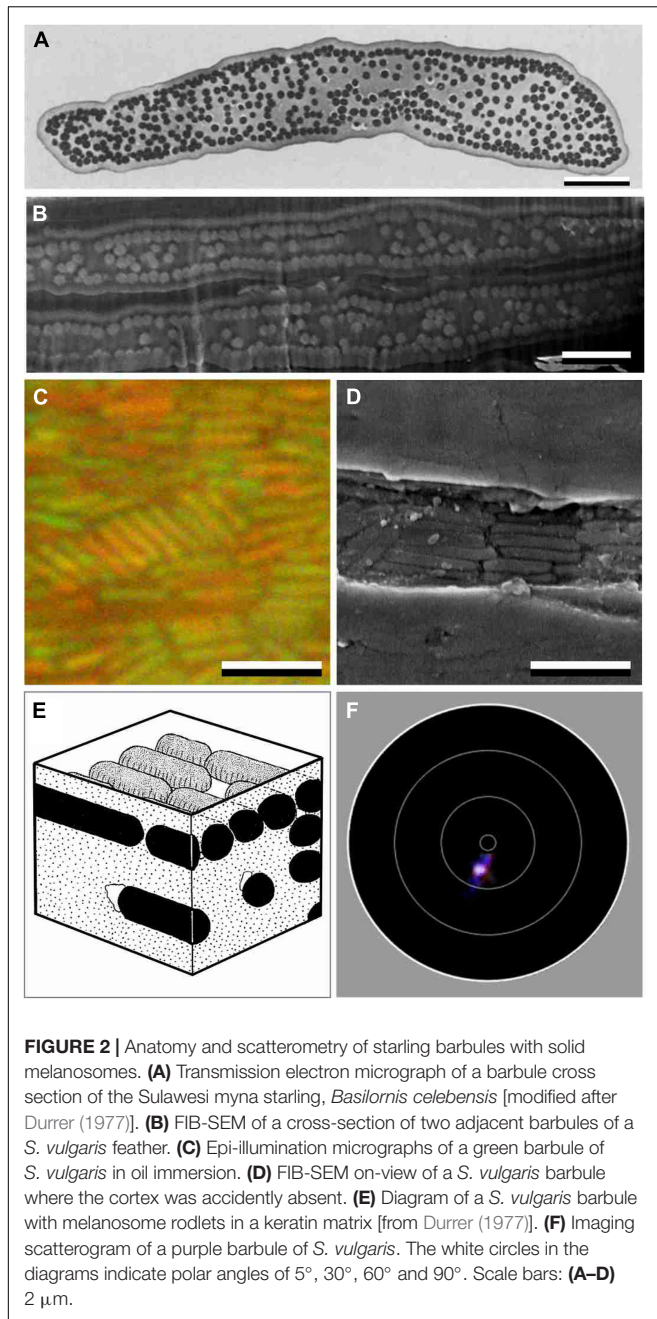 A
B
C
D
E
F
FIGURE 2 | Anatomy and scatterometry of starling barbules with solid
melanosomes. (A) Transmission electron micrograph of a barbule cross
section of the Sulawesi myna starling, Basilornis celebensis [modified after
Durrer (1977)]. (B) FIB-SEM of a cross-section of two adjacent barbules of a
S. vulgaris feather. (C) Epi-illumination micrographs of a green barbule of
S. vulgaris in oil immersion. (D) FIB-SEM on-view of a S. vulgaris barbule
where the cortex was accidently absent. (E) Diagram of a S. vulgaris barbule
with melanosome rodlets in a keratin matrix [from Durrer (1977)]. (F) Imaging
scatterogram of a purple barbule of S. vulgaris. The white circles in the
diagrams indicate polar angles of 5°, 30°, 60° and 90°. Scale bars: (A–D)
2 μm.